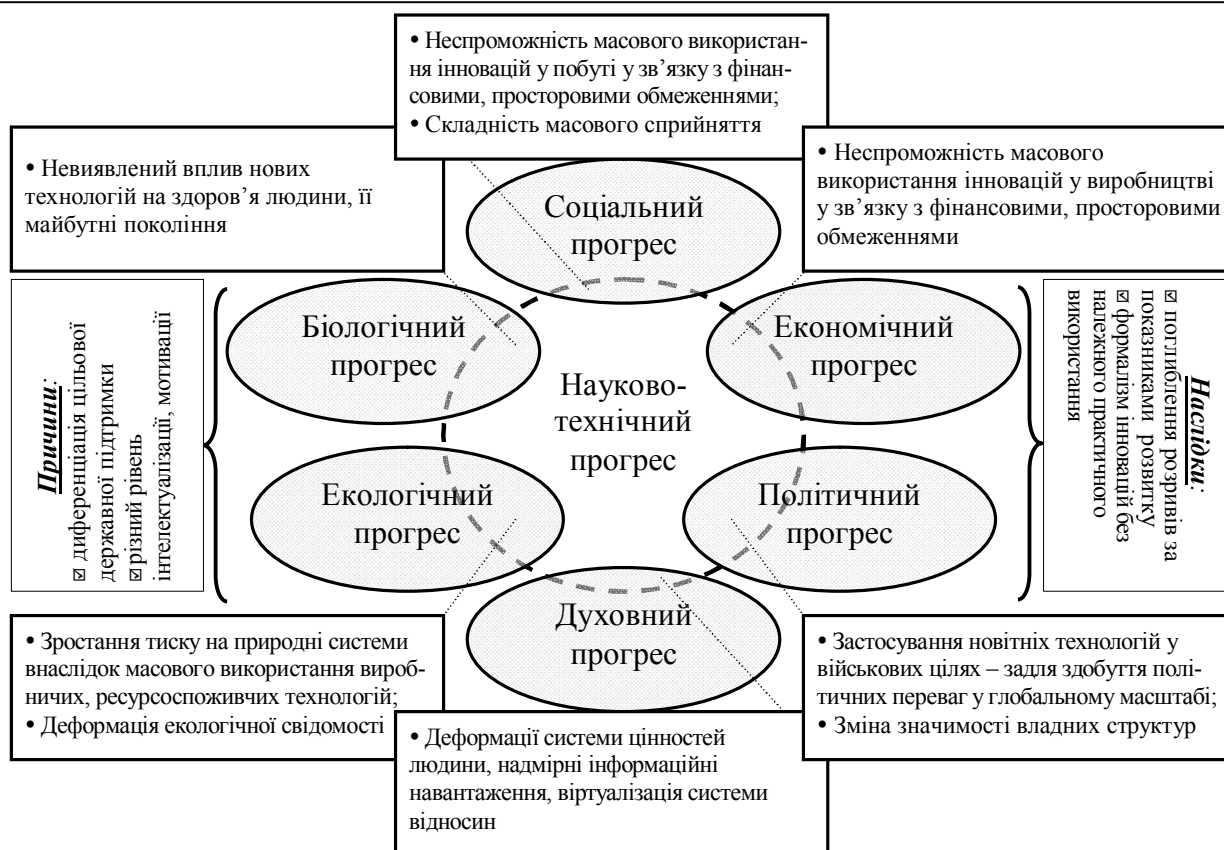 • Неспроможність масового використан-
ня інновацій у побуті у зв’язку з фінан-
совими, просторовими обмеженнями;
• Складність масового сприйняття
• Невиявлений вплив нових
технологій на здоров’я людини, її
майбутні покоління
• Неспроможність масового
використання інновацій у виробництві
у зв’язку з фінансовими, просторовими
обмеженнями
Соціальний
прогрес
Біологічний
прогрес
Економічний
прогрес
Науково-
технічний
прогрес
Екологічний
прогрес
Політичний
прогрес
Духовний
прогрес
Причини:
☑ диференціація цільової
державної підтримки
☑ різний рівень
інтелектуалізації, мотивації
Наслідки:
☑ поглиблення розривів за
показниками розвитку
☑ формалізм інновацій без
належного практичного
використання
• Зростання тиску на природні системи
внаслідок масового використання вироб-
ничих, ресурсоспоживчих технологій;
• Деформація екологічної свідомості
• Деформації системи цінностей
людини, надмірні інформаційні
навантаження, віртуалізація системи
відносин
• Застосування новітніх технологій у
військових цілях – задля здобуття полі-
тичних переваг у глобальному масштабі;
• Зміна значимості владних структур